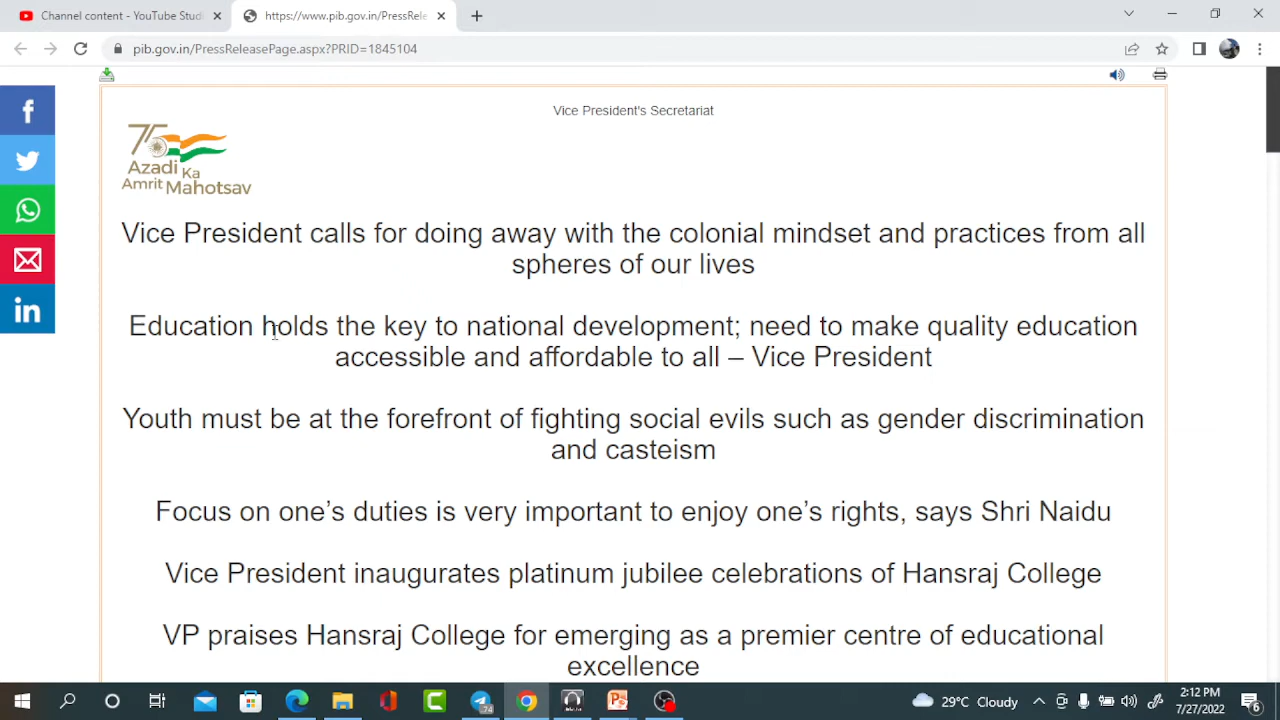 Channel content - YouTube Studi
https://www.pib.gov.in/PressRele
pib.gov.in/PressReleasePage.aspx?PRID=1845104
Vice President's Secretariat
75
Azadi Ka
Amrit Mahotsav
Vice President calls for doing away with the colonial mindset and practices from all
spheres of our lives
Education holds the key to national development; need to make quality education
accessible and affordable to all – Vice President
Youth must be at the forefront of fighting social evils such as gender discrimination
and casteism
Focus on one’s duties is very important to enjoy one’s rights, says Shri Naidu
Vice President inaugurates platinum jubilee celebrations of Hansraj College
VP praises Hansraj College for emerging as a premier centre of educational
excellence
74
29°C Cloudy
2:12 PM
7/27/2022
6